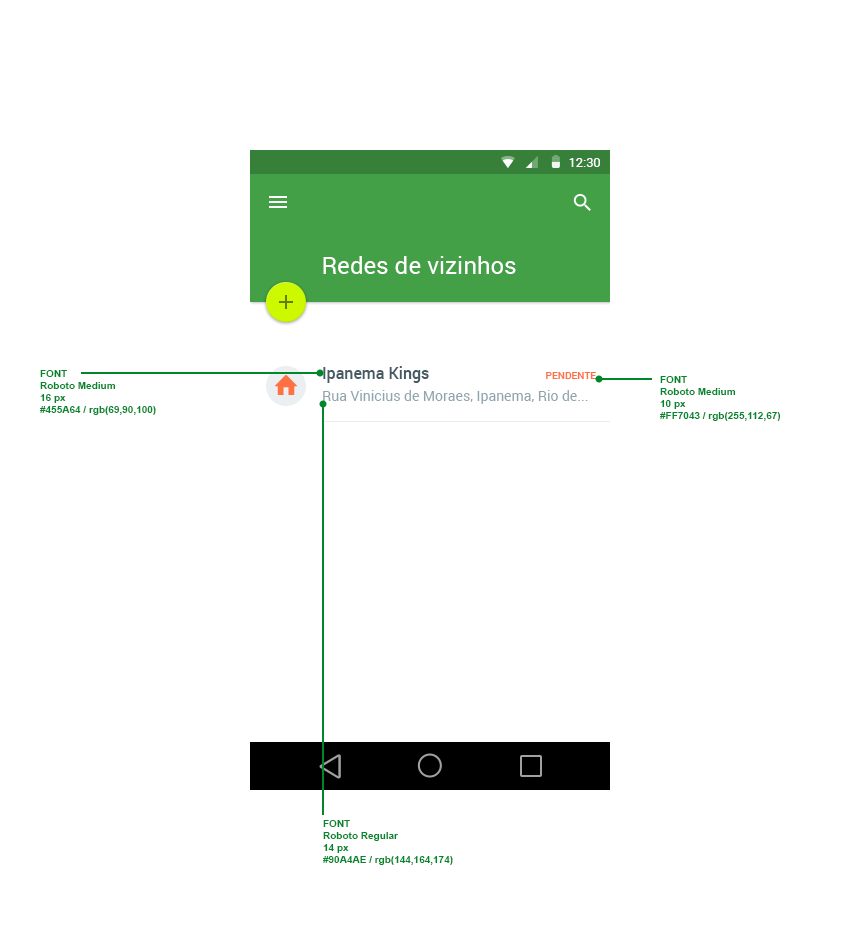 12:30
Redes de vizinhos
Ipanema Kings
PENDENTE
Rua Vinicius de Moraes, Ipanema, Rio de...
FONT
Roboto Medium
16 px
#455A64 / rgb(69,90,100)
FONT
Roboto Medium
10 px
#FF7043 / rgb(255,112,67)
FONT
Roboto Regular
14 px
#90A4AE / rgb(144,164,174)